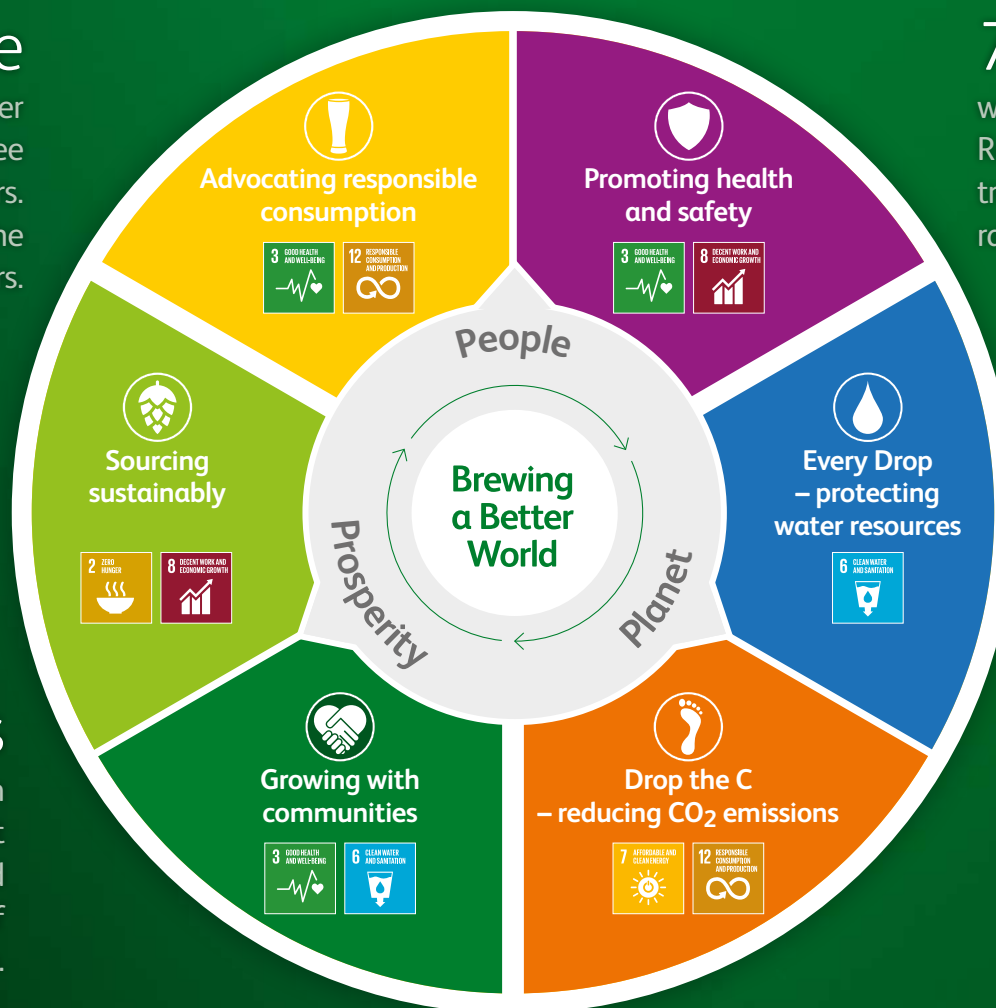 Advocating responsible
consumption
3 GOOD HEALTH
AND WELL-BEING
12 RESPONSIBLE
CONSUMPTION
AND PRODUCTION
Promoting health
and safety
3 GOOD HEALTH
AND WELL-BEING
8 DECENT WORK AND
ECONOMIC GROWTH
Every Drop
– protecting
water resources
6 CLEAN WATER
AND SANITATION
Drop the C
– reducing CO2 emissions
7 AFFORDABLE AND
CLEAN ENERGY
12 RESPONSIBLE
CONSUMPTION
AND PRODUCTION
Growing with
communities
3 GOOD HEALTH
AND WELL-BEING
6 CLEAN WATER
AND SANITATION
Sourcing
sustainably
2 ZERO
HUNGER
8 DECENT WORK AND
ECONOMIC GROWTH
People
Planet
Prosperity
Brewing
a Better
World